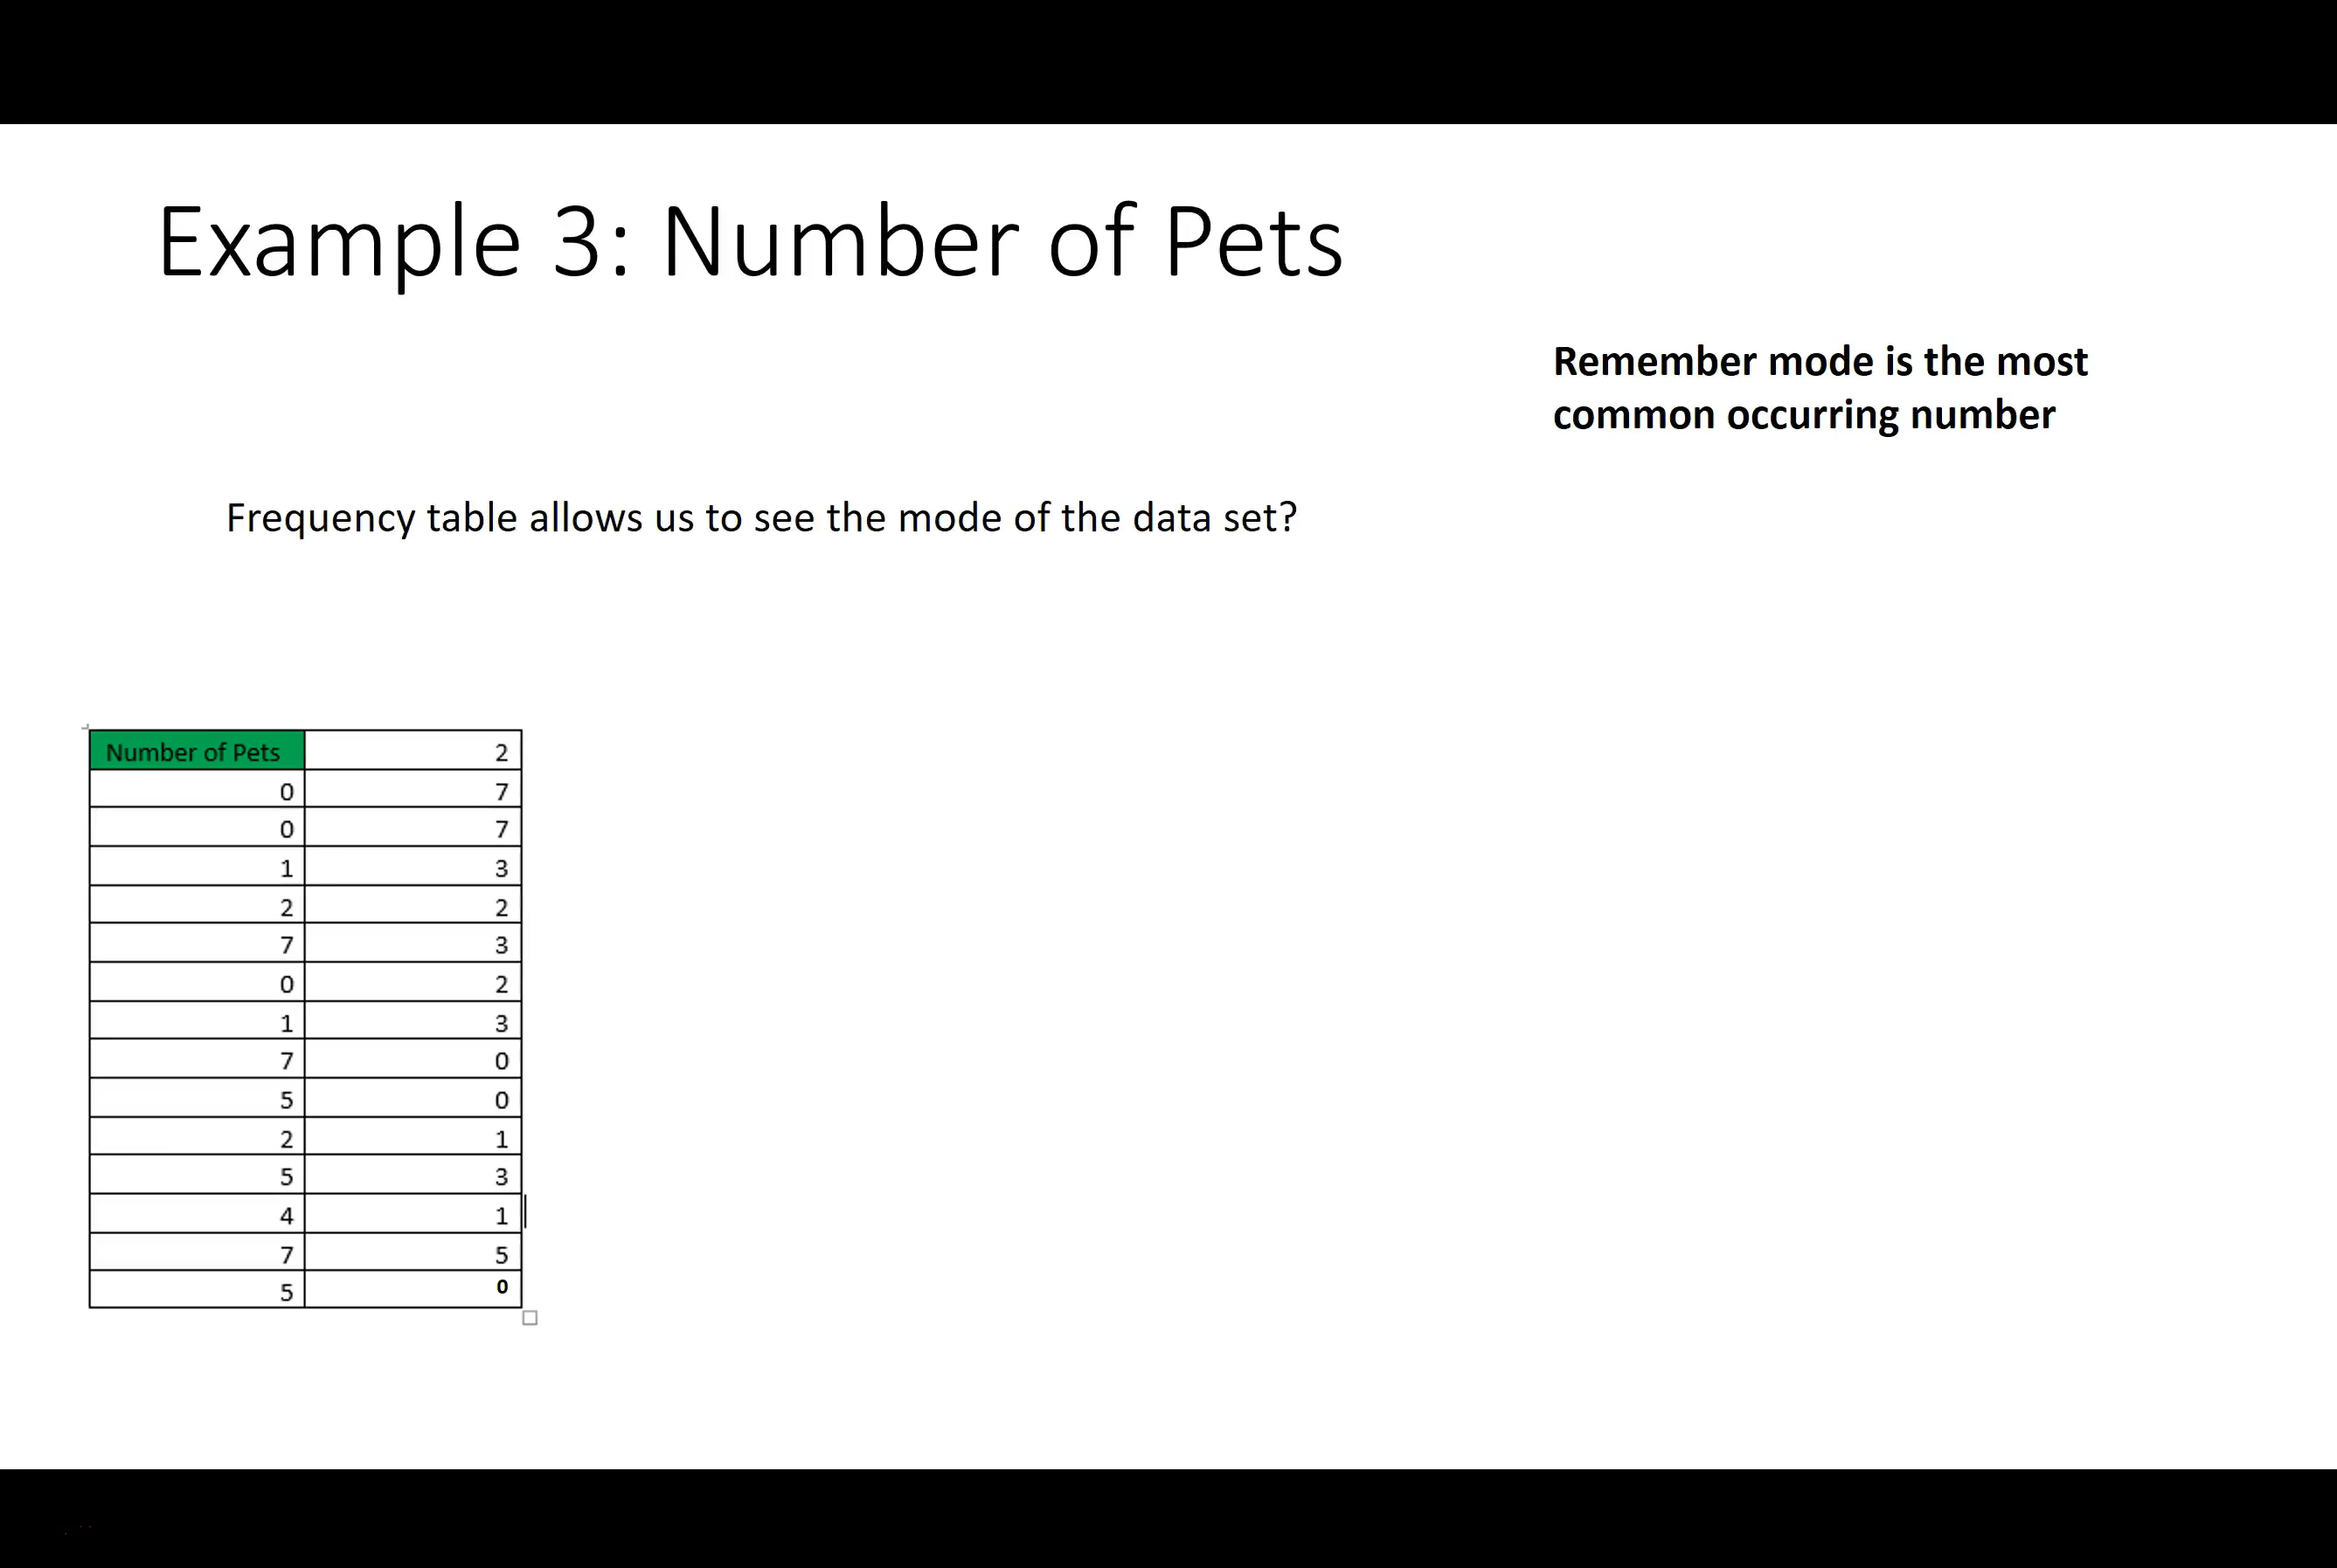 Example 3: Number of Pets
Remember mode is the most
common occurring number
Frequency table allows us to see the mode of the data set?
Number of Pets 2
0 7
0 7
1 3
2 2
7 3
0 2
1 3
7 0
5 0
2 1
5 3
4 1
7 5
5 0